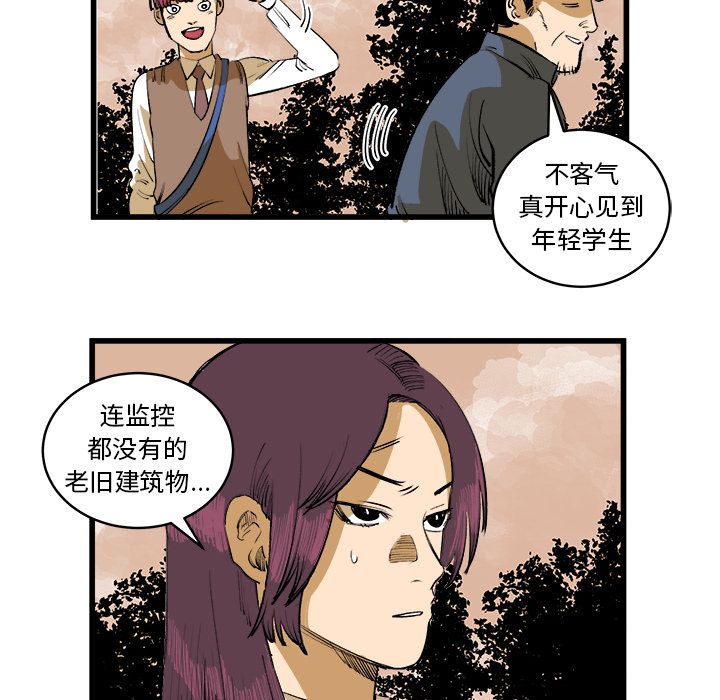 不客气
真开心见到
年轻学生
连监控
都没有的
老旧建筑物...